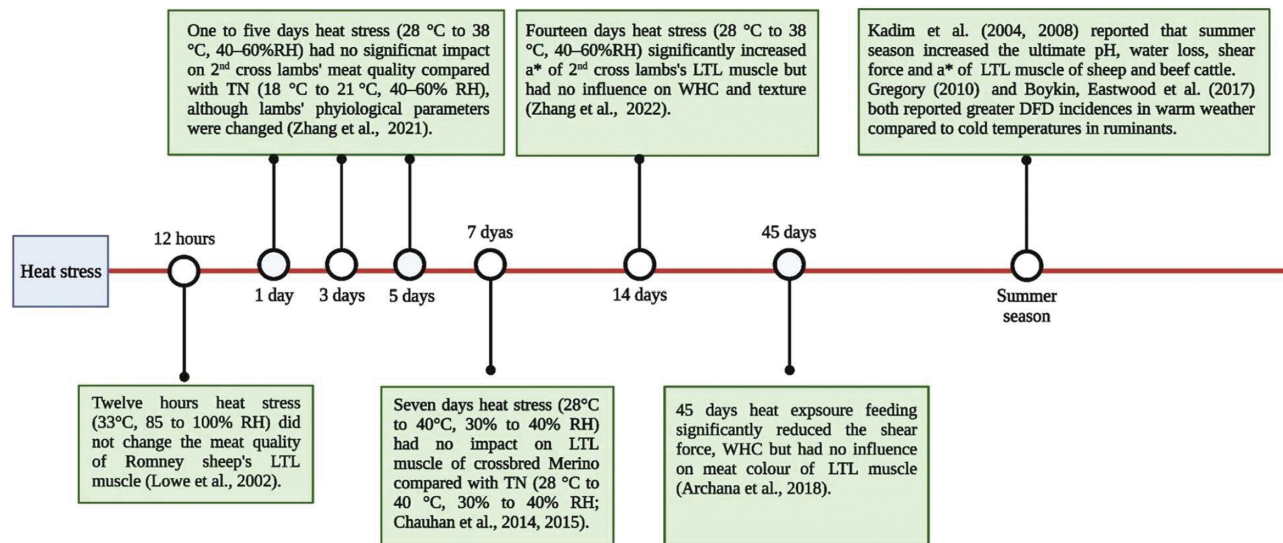 One to five days heat stress (28 °C to 38
°C, 40–60%RH) had no significnat impact
on 2nd cross lambs' meat quality compared
with TN (18 °C to 21 °C, 40–60% RH),
although lambs' phyiological parameters
were changed (Zhang et al., 2021).
Fourteen days heat stress (28 °C to 38
°C, 40–60%RH) significantly increased
a* of 2nd cross lambs's LTL muscle but
had no influence on WHC and texture
(Zhang et al., 2022).
Kadim et al. (2004, 2008) reported that summer
season increased the ultimate pH, water loss, shear
force and a* of LTL muscle of sheep and beef cattle.
Gregory (2010) and Boykin, Eastwood et al. (2017)
both reported greater DFD incidences in warm weather
compared to cold temperatures in ruminants.
Heat stress
12 hours
1 day
3 days
5 days
7 dyas
14 days
45 days
Summer
season
Twelve hours heat stress
(33°C, 85 to 100% RH) did
not change the meat quality
of Romney sheep's LTL
muscle (Lowe et al., 2002).
Seven days heat stress (28°C
to 40°C, 30% to 40% RH)
had no impact on LTL
muscle of crossbred Merino
compared with TN (28 °C to
40 °C, 30% to 40% RH;
Chauhan et al., 2014, 2015).
45 days heat expsoure feeding
significantly reduced the shear
force, WHC but had no influence
on meat colour of LTL muscle
(Archana et al., 2018).